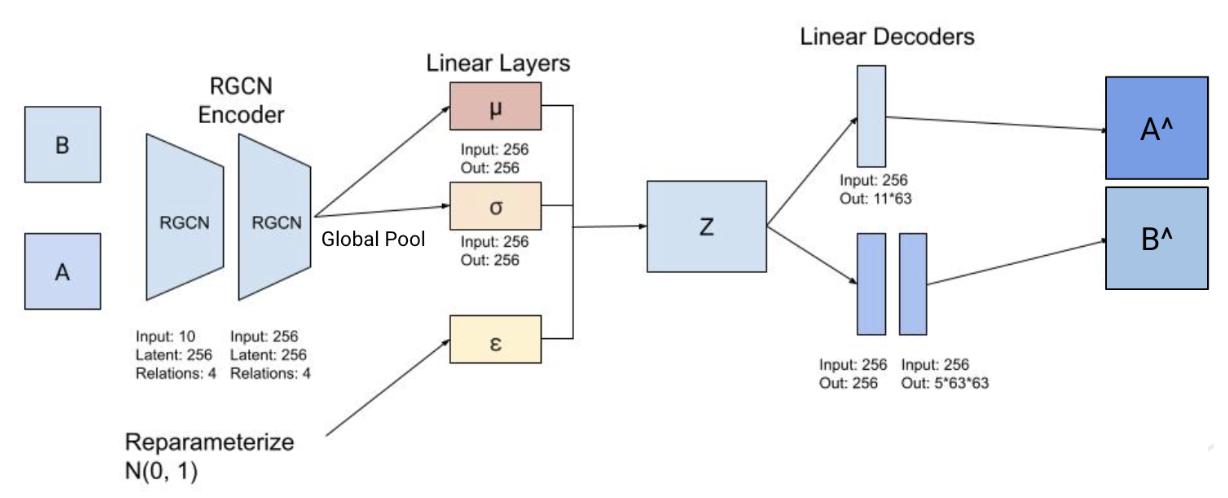 B
A
RGCN
Encoder
RGCN
RGCN
Input: 10
Latent: 256
Relations: 4
Input: 256
Latent: 256
Relations: 4
Global Pool
Reparameterize
N(0, 1)
Linear Layers
μ
Input: 256
Out: 256
σ
Input: 256
Out: 256
ε
Z
Linear Decoders
Input: 256
Out: 11*63
Input: 256
Out: 256
Input: 256
Out: 5*63*63
A^
B^